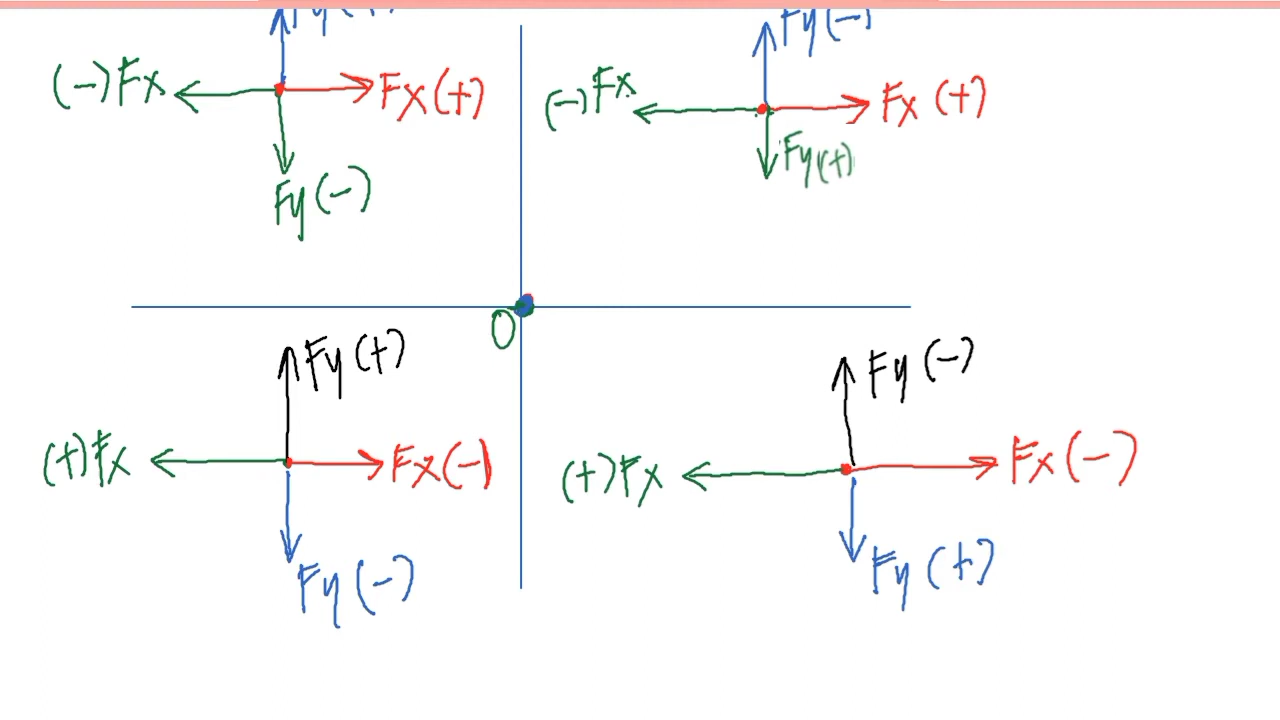 Fy(-)
(-)Fx
Fx(+)
(-)Fx
Fx(+)
Fy(-)
Fy(+)
O
Fy(+)
Fy(-)
(+)Fx
Fx(-)
(+)Fx
Fx(-)
Fy(-)
Fy(+)